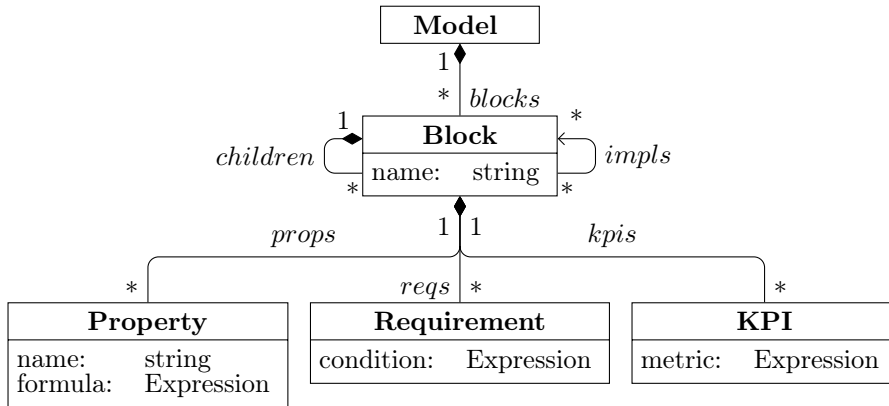 Model
1
* blocks
1 *
Block
children impls
name: string
* *
props 1 1 kpis
* reqs * *
Property Requirement KPI
name: string condition: Expression metric: Expression
formula: Expression